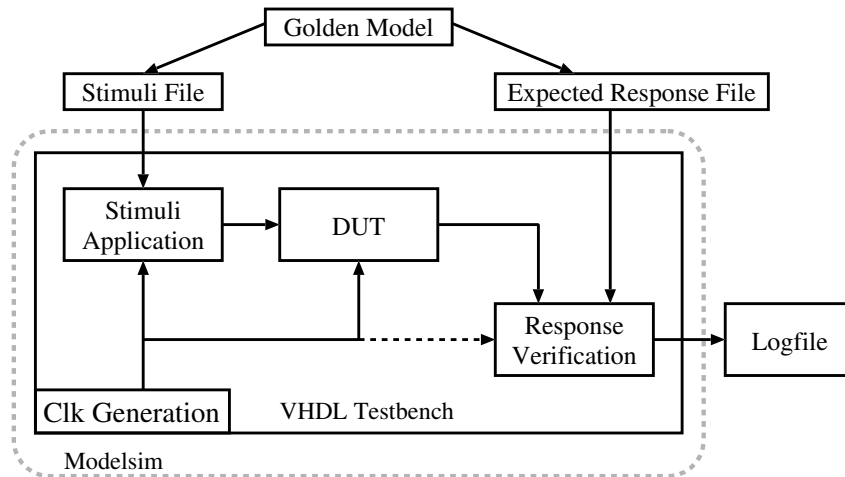 Golden Model
Stimuli File
Expected Response File
Stimuli
Application
DUT
Response
Verification
Logfile
Clk Generation
VHDL Testbench
Modelsim